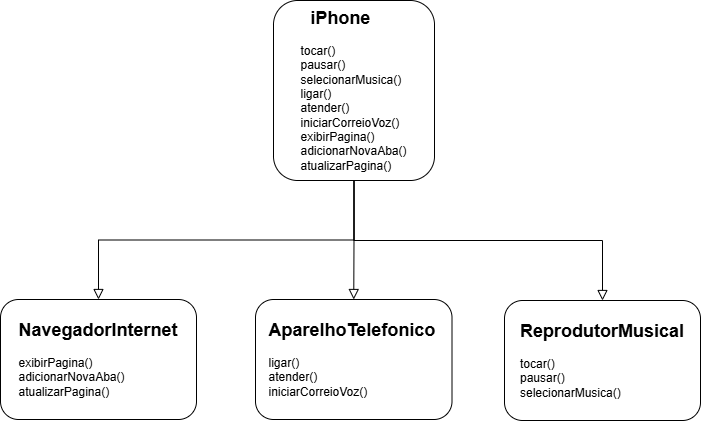 iPhone
tocar()
pausar()
selecionarMusica()
ligar()
atender()
iniciarCorreioVoz()
exibirPagina()
adicionarNovaAba()
atualizarPagina()
NavegadorInternet
exibirPagina()
adicionarNovaAba()
atualizarPagina()
AparelhoTelefonico
ligar()
atender()
iniciarCorreioVoz()
ReprodutorMusical
tocar()
pausar()
selecionarMusica()